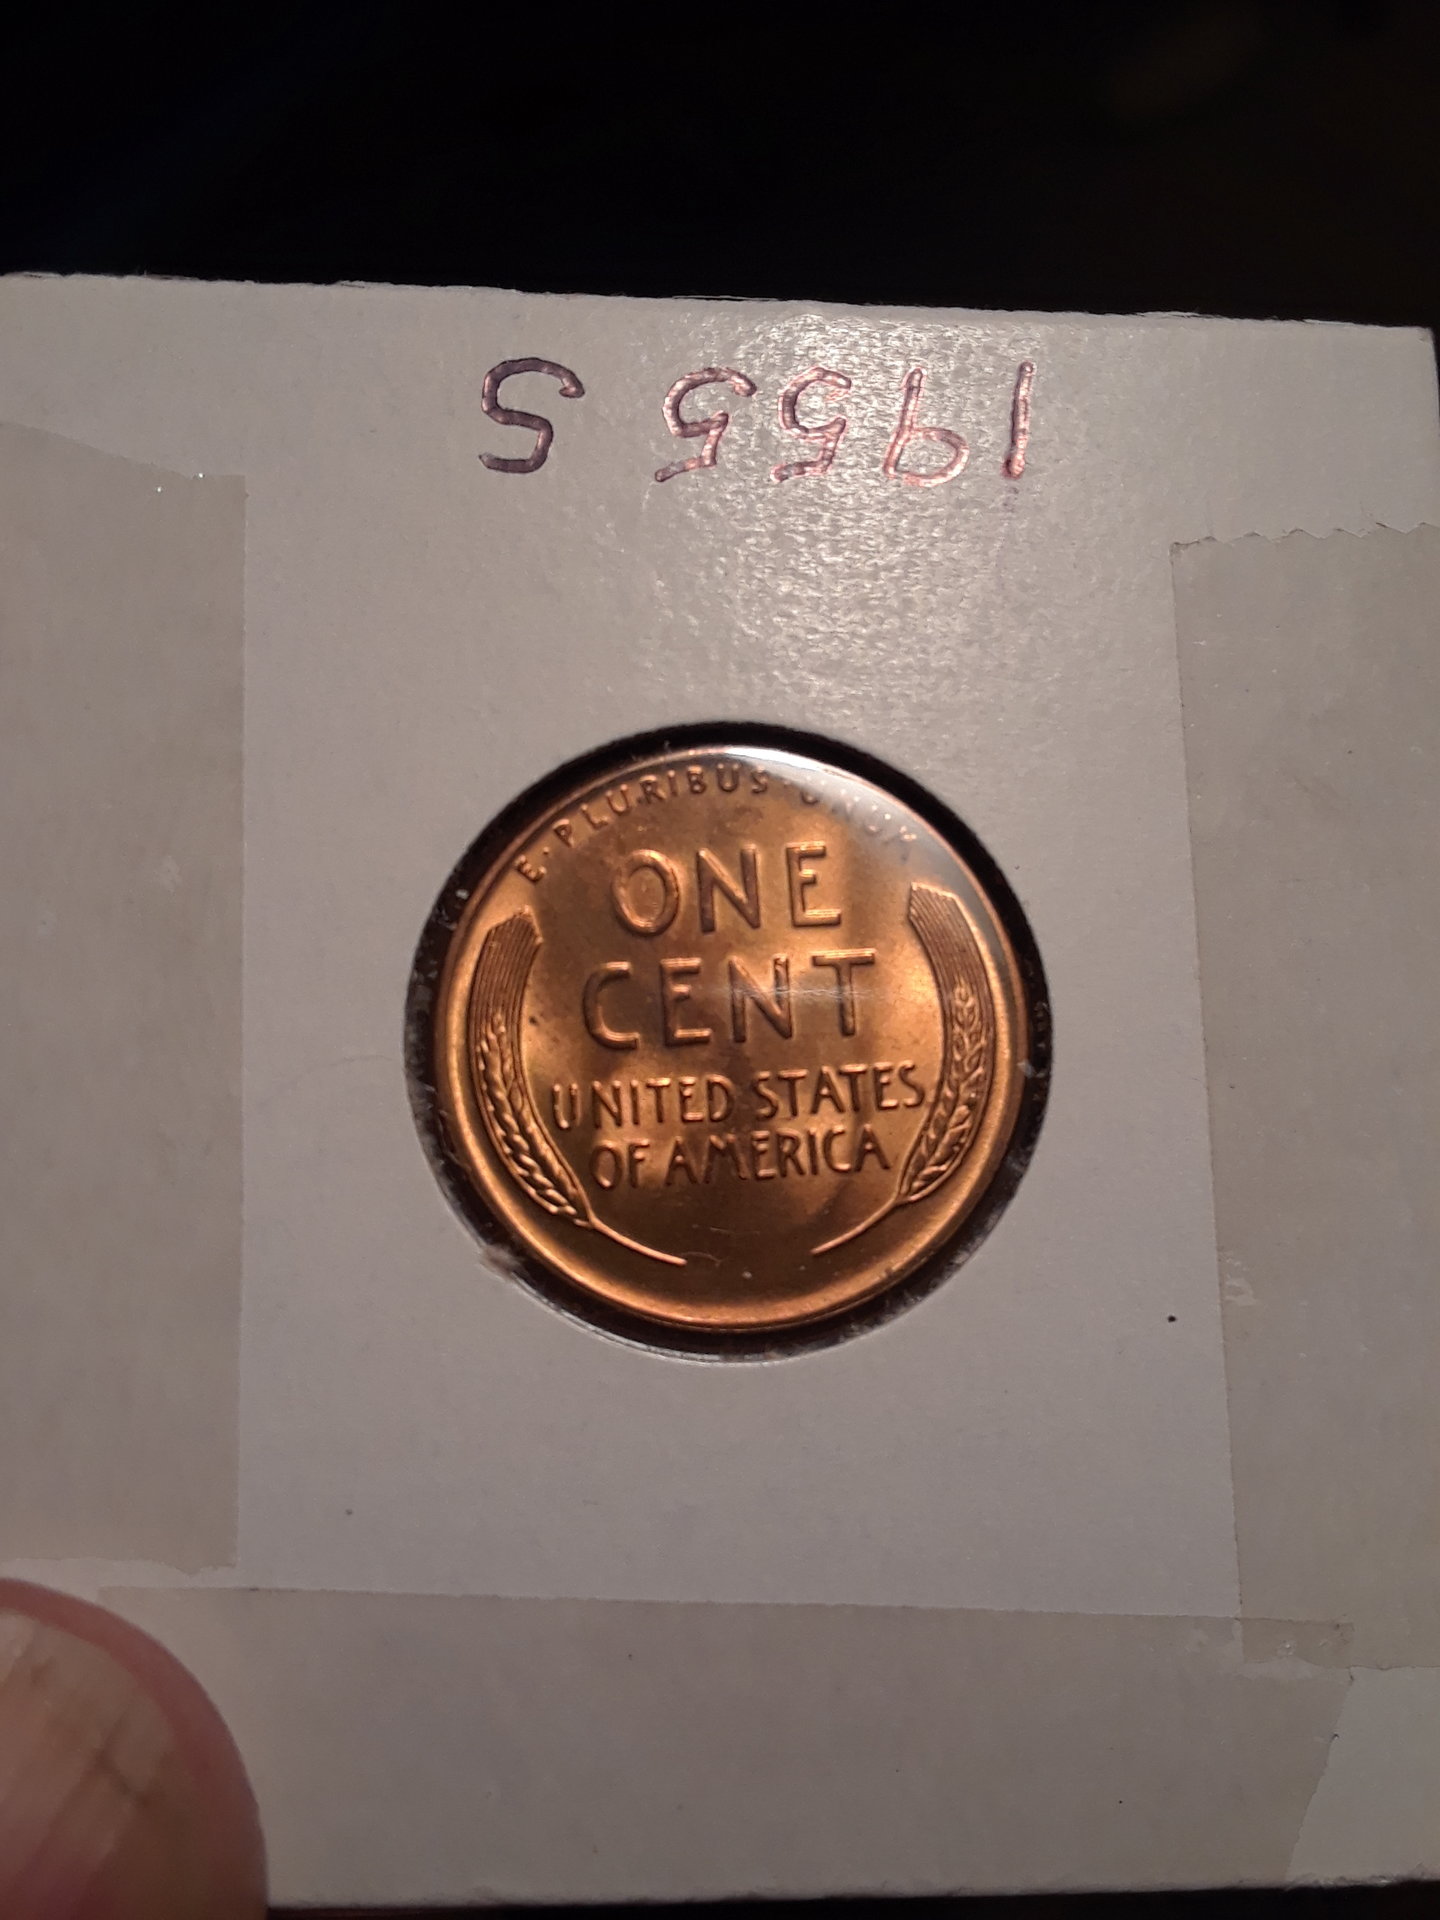 1955 S
E·PLURIBUS·UNUM
ONE
CENT
UNITED STATES
OF AMERICA